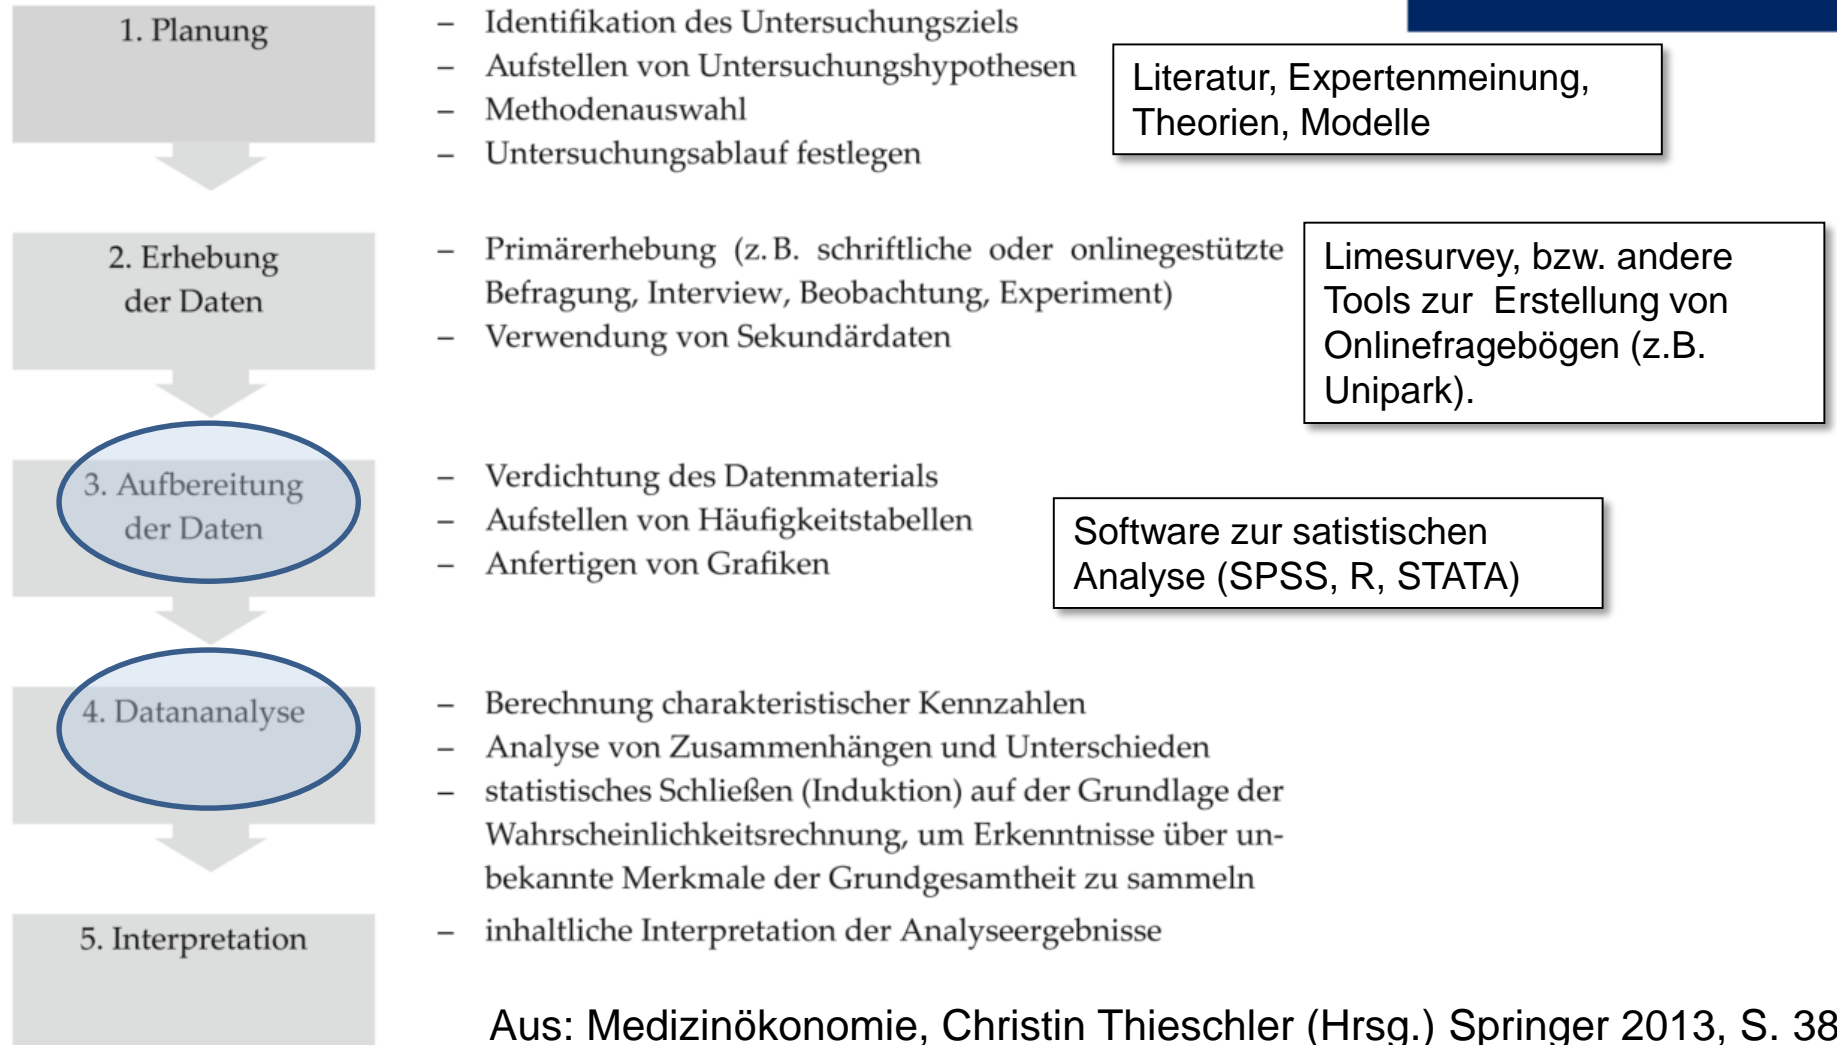 1. Planung
– Identifikation des Untersuchungsziels
– Aufstellen von Untersuchungshypothesen
– Methodenauswahl
– Untersuchungsablauf festlegen
Literatur, Expertenmeinung,
Theorien, Modelle
2. Erhebung
der Daten
– Primärerhebung (z. B. schriftliche oder onlinegestützte
Befragung, Interview, Beobachtung, Experiment)
– Verwendung von Sekundärdaten
Limesurvey, bzw. andere
Tools zur Erstellung von
Onlinefragebögen (z.B.
Unipark).
3. Aufbereitung
der Daten
– Verdichtung des Datenmaterials
– Aufstellen von Häufigkeitstabellen
– Anfertigen von Grafiken
Software zur satistischen
Analyse (SPSS, R, STATA)
4. Datananalyse
– Berechnung charakteristischer Kennzahlen
– Analyse von Zusammenhängen und Unterschieden
– statistisches Schließen (Induktion) auf der Grundlage der
Wahrscheinlichkeitsrechnung, um Erkenntnisse über un-
bekannte Merkmale der Grundgesamtheit zu sammeln
5. Interpretation
– inhaltliche Interpretation der Analyseergebnisse
Aus: Medizinökonomie, Christin Thieschler (Hrsg.) Springer 2013, S. 38